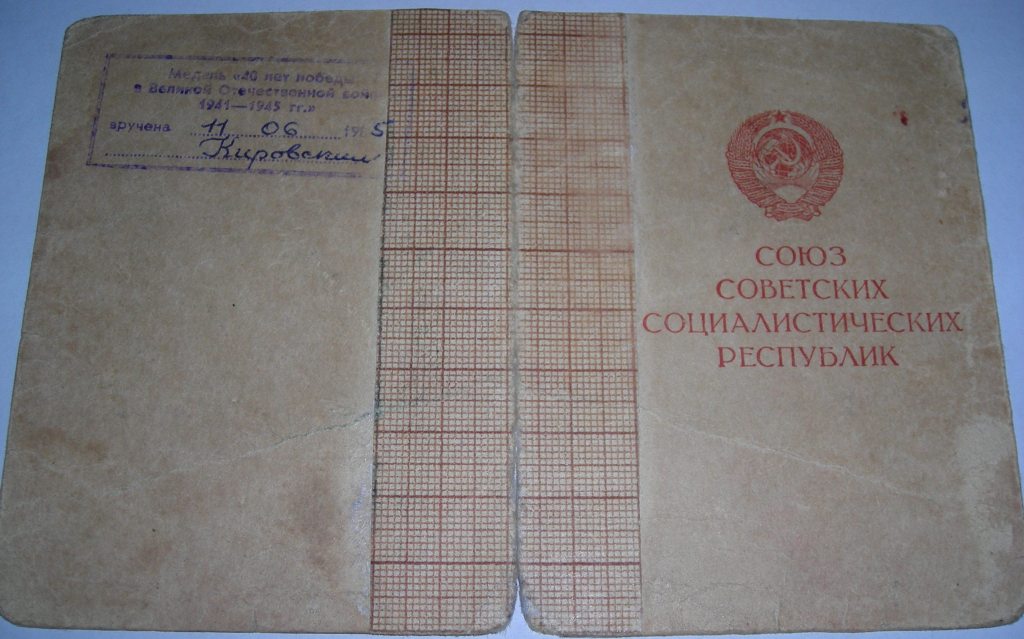 Медаль «40 лет победы
в Великой Отечественной войне
1941—1945 гг.»
вручена 11 06 1985
Кировским
СОЮЗ
СОВЕТСКИХ
СОЦИАЛИСТИЧЕСКИХ
РЕСПУБЛИК